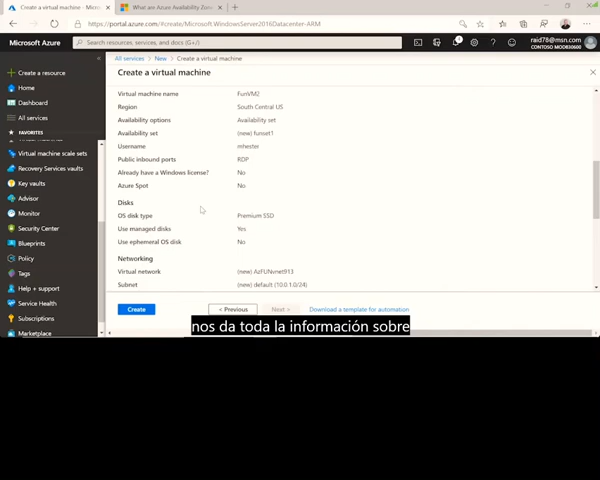 Create a virtual machine - Micros
What are Azure Availability Zon
https://portal.azure.com/#create/Microsoft.WindowsServer2016Datacenter-ARM
Microsoft Azure
Search resources, services, and docs (G+/)
raid78@msn.com
CONTOSO MOD830600
Create a resource
Home
Dashboard
All services
FAVORITES
Virtual machine scale sets
Recovery Services vaults
Key vaults
Advisor
Monitor
Security Center
Blueprints
Policy
Tags
Help + support
Service Health
Subscriptions
Marketplace
All services New Create a virtual machine
Create a virtual machine
Virtual machine name FunVM2
Region South Central US
Availability options Availability set
Availability set (new) funset1
Username mhester
Public inbound ports RDP
Already have a Windows license? No
Azure Spot No
Disks
OS disk type Premium SSD
Use managed disks Yes
Use ephemeral OS disk No
Networking
Virtual network (new) AzFUNvnet913
Subnet (new) default (10.0.1.0/24)
Create
< Previous
Next >
Download a template for automation
nos da toda la información sobre